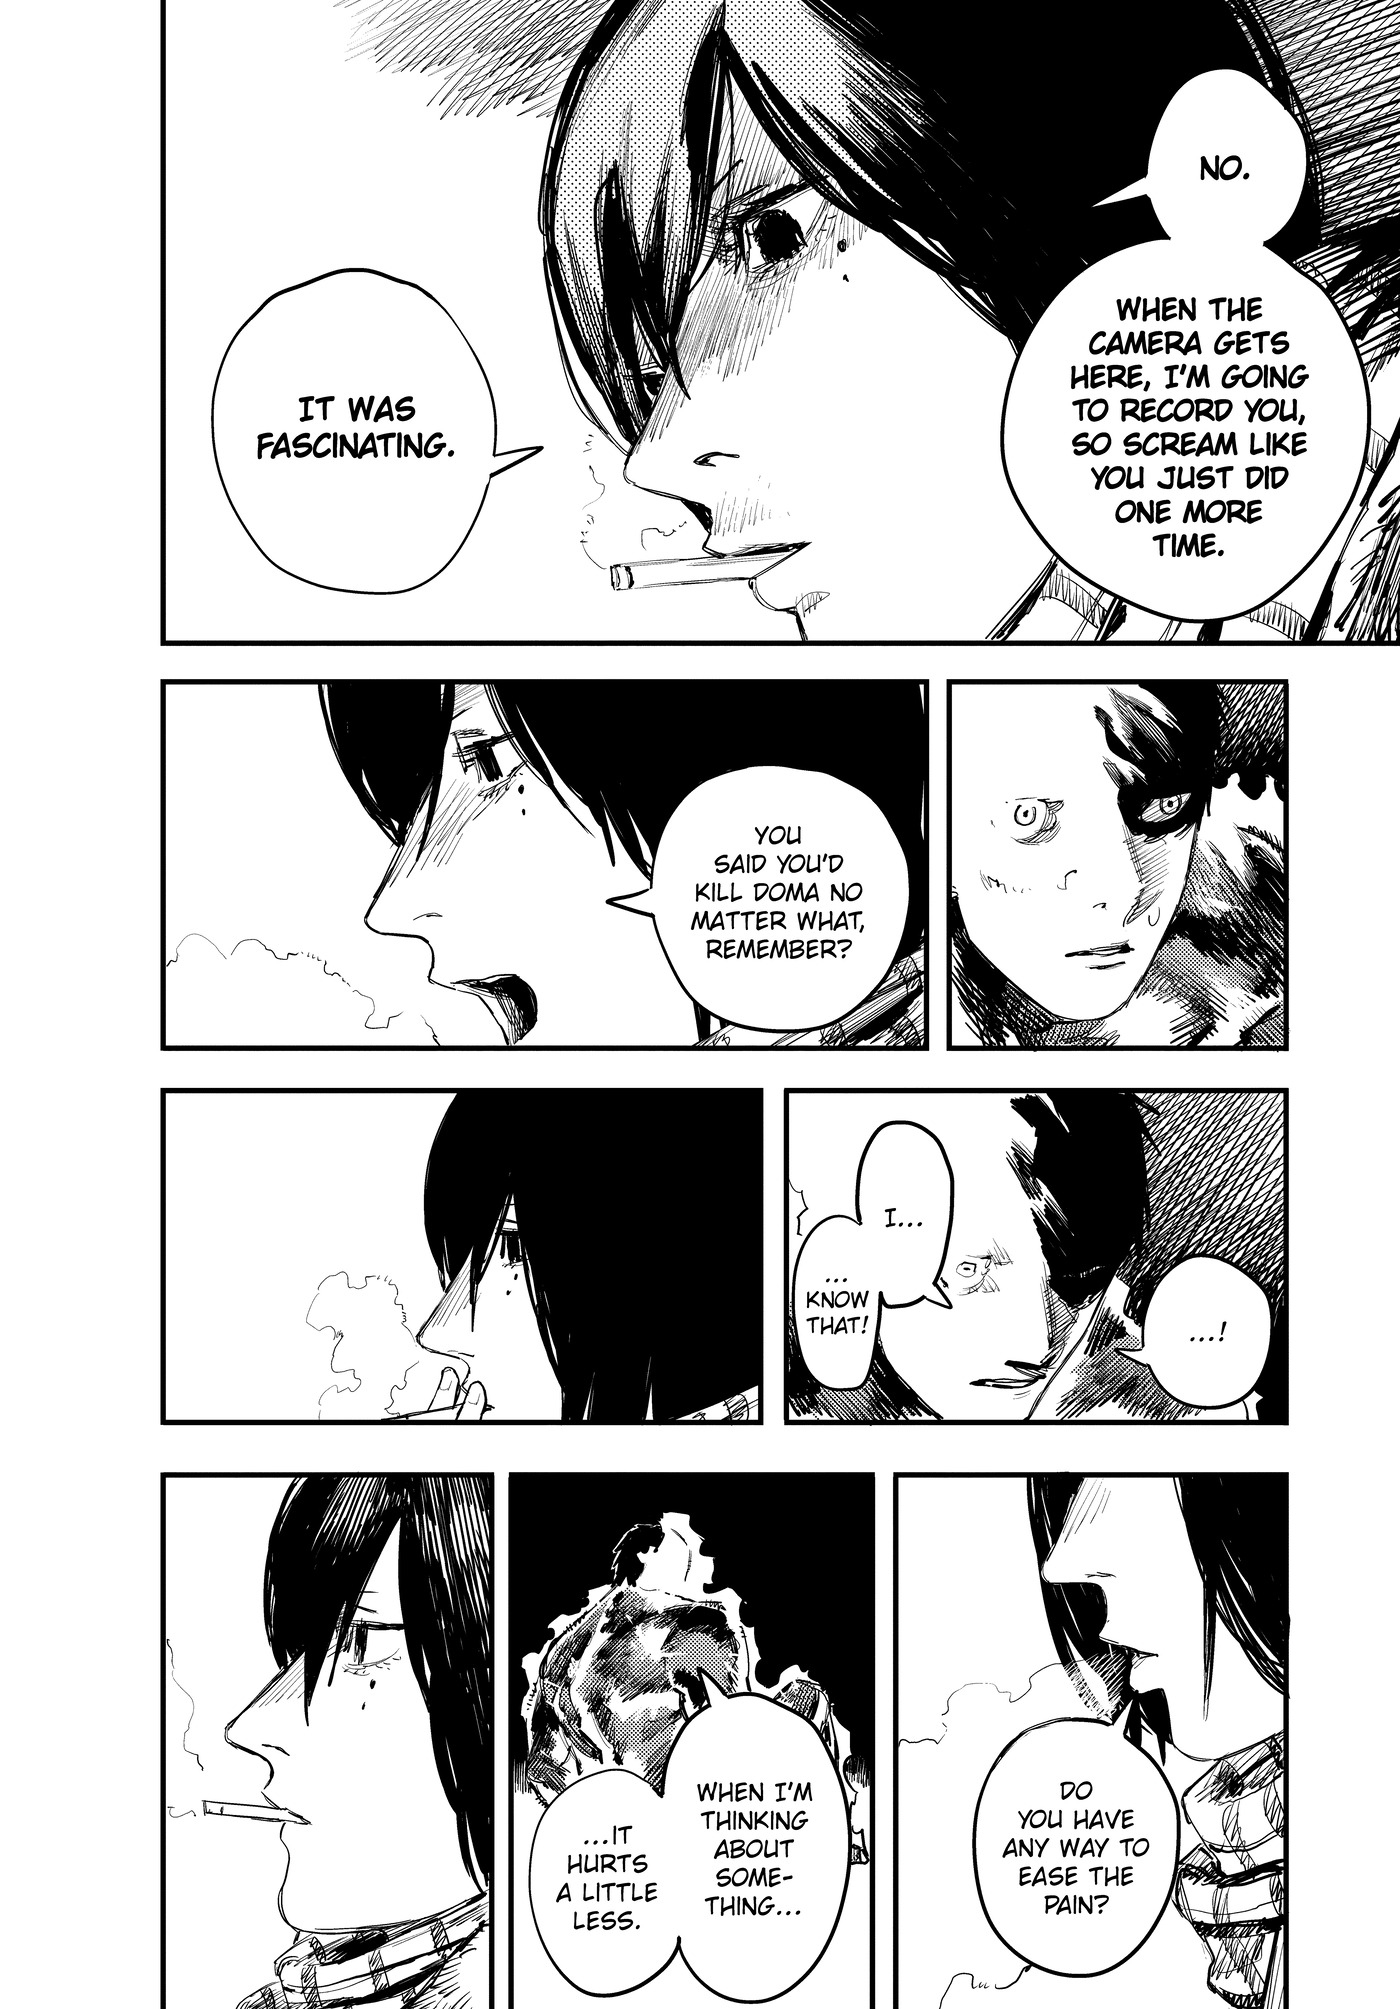 NO.
WHEN THE
CAMERA GETS
HERE, I'M GOING
TO RECORD YOU,
SO SCREAM LIKE
YOU JUST DID
ONE MORE
TIME.
IT WAS
FASCINATING.
YOU
SAID YOU'D
KILL DOMA NO
MATTER WHAT,
REMEMBER?
...!
I...
...
KNOW
THAT!
DO
YOU HAVE
ANY WAY TO
EASE THE
PAIN?
WHEN I'M
THINKING
ABOUT
SOME-
THING...
...IT
HURTS
A LITTLE
LESS.